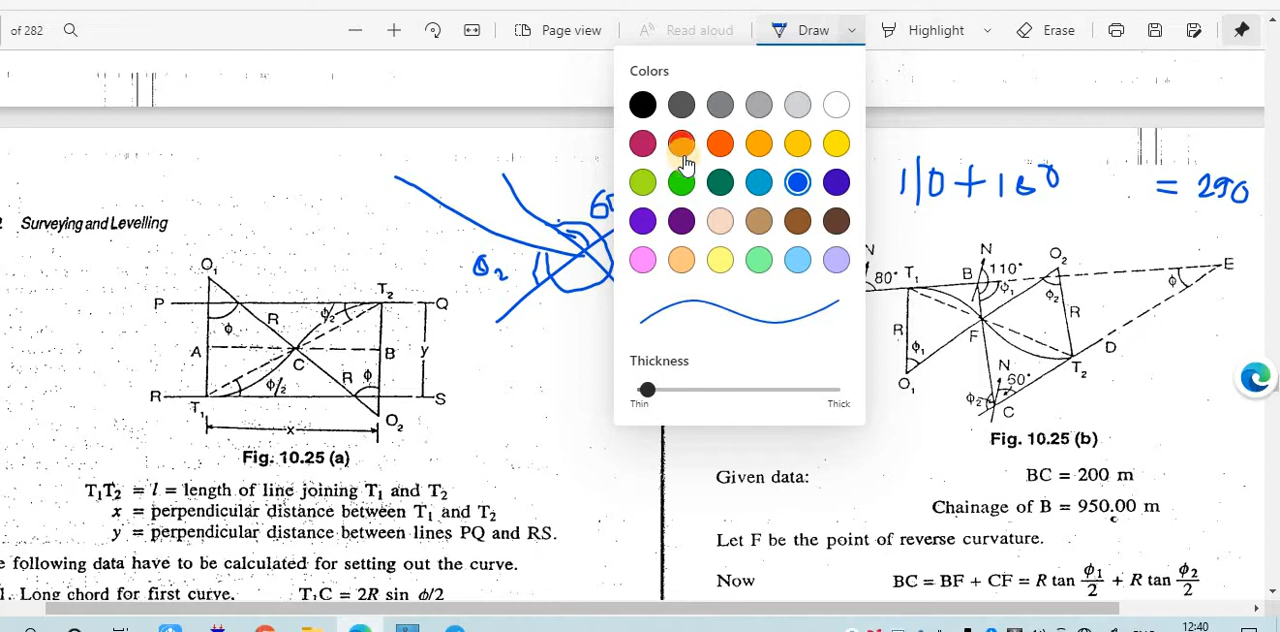 of 282
Page view
Read aloud
Draw
Highlight
Erase
Colors
Thickness
Thin
Thick
110+180 = 290
Surveying and Levelling
θ2
O1
P
T2
Q
R
ϕ/2
ϕ
A
B
y
C
R
ϕ
ϕ/2
R
S
T1
O2
x
Fig. 10.25 (a)
T1T2 = l = length of line joining T1 and T2
x = perpendicular distance between T1 and T2
y = perpendicular distance between lines PQ and RS.
e following data have to be calculated for setting out the curve.
1. Long chord for first curve, T1C = 2R sin ϕ/2
N
N
O2
80°
T1
B
110°
E
ϕ1
ϕ2
ϕ
R
R
F
D
ϕ1
N
T2
O1
50°
ϕ2
C
Fig. 10.25 (b)
Given data: BC = 200 m
Chainage of B = 950.00 m
Let F be the point of reverse curvature.
Now BC = BF + CF = R tan ϕ1/2 + R tan ϕ2/2
12:40